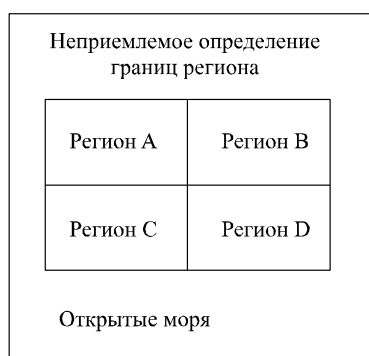 Неприемлемое определение
границ региона
Регион A Регион B
Регион C Регион D
Открытые моря